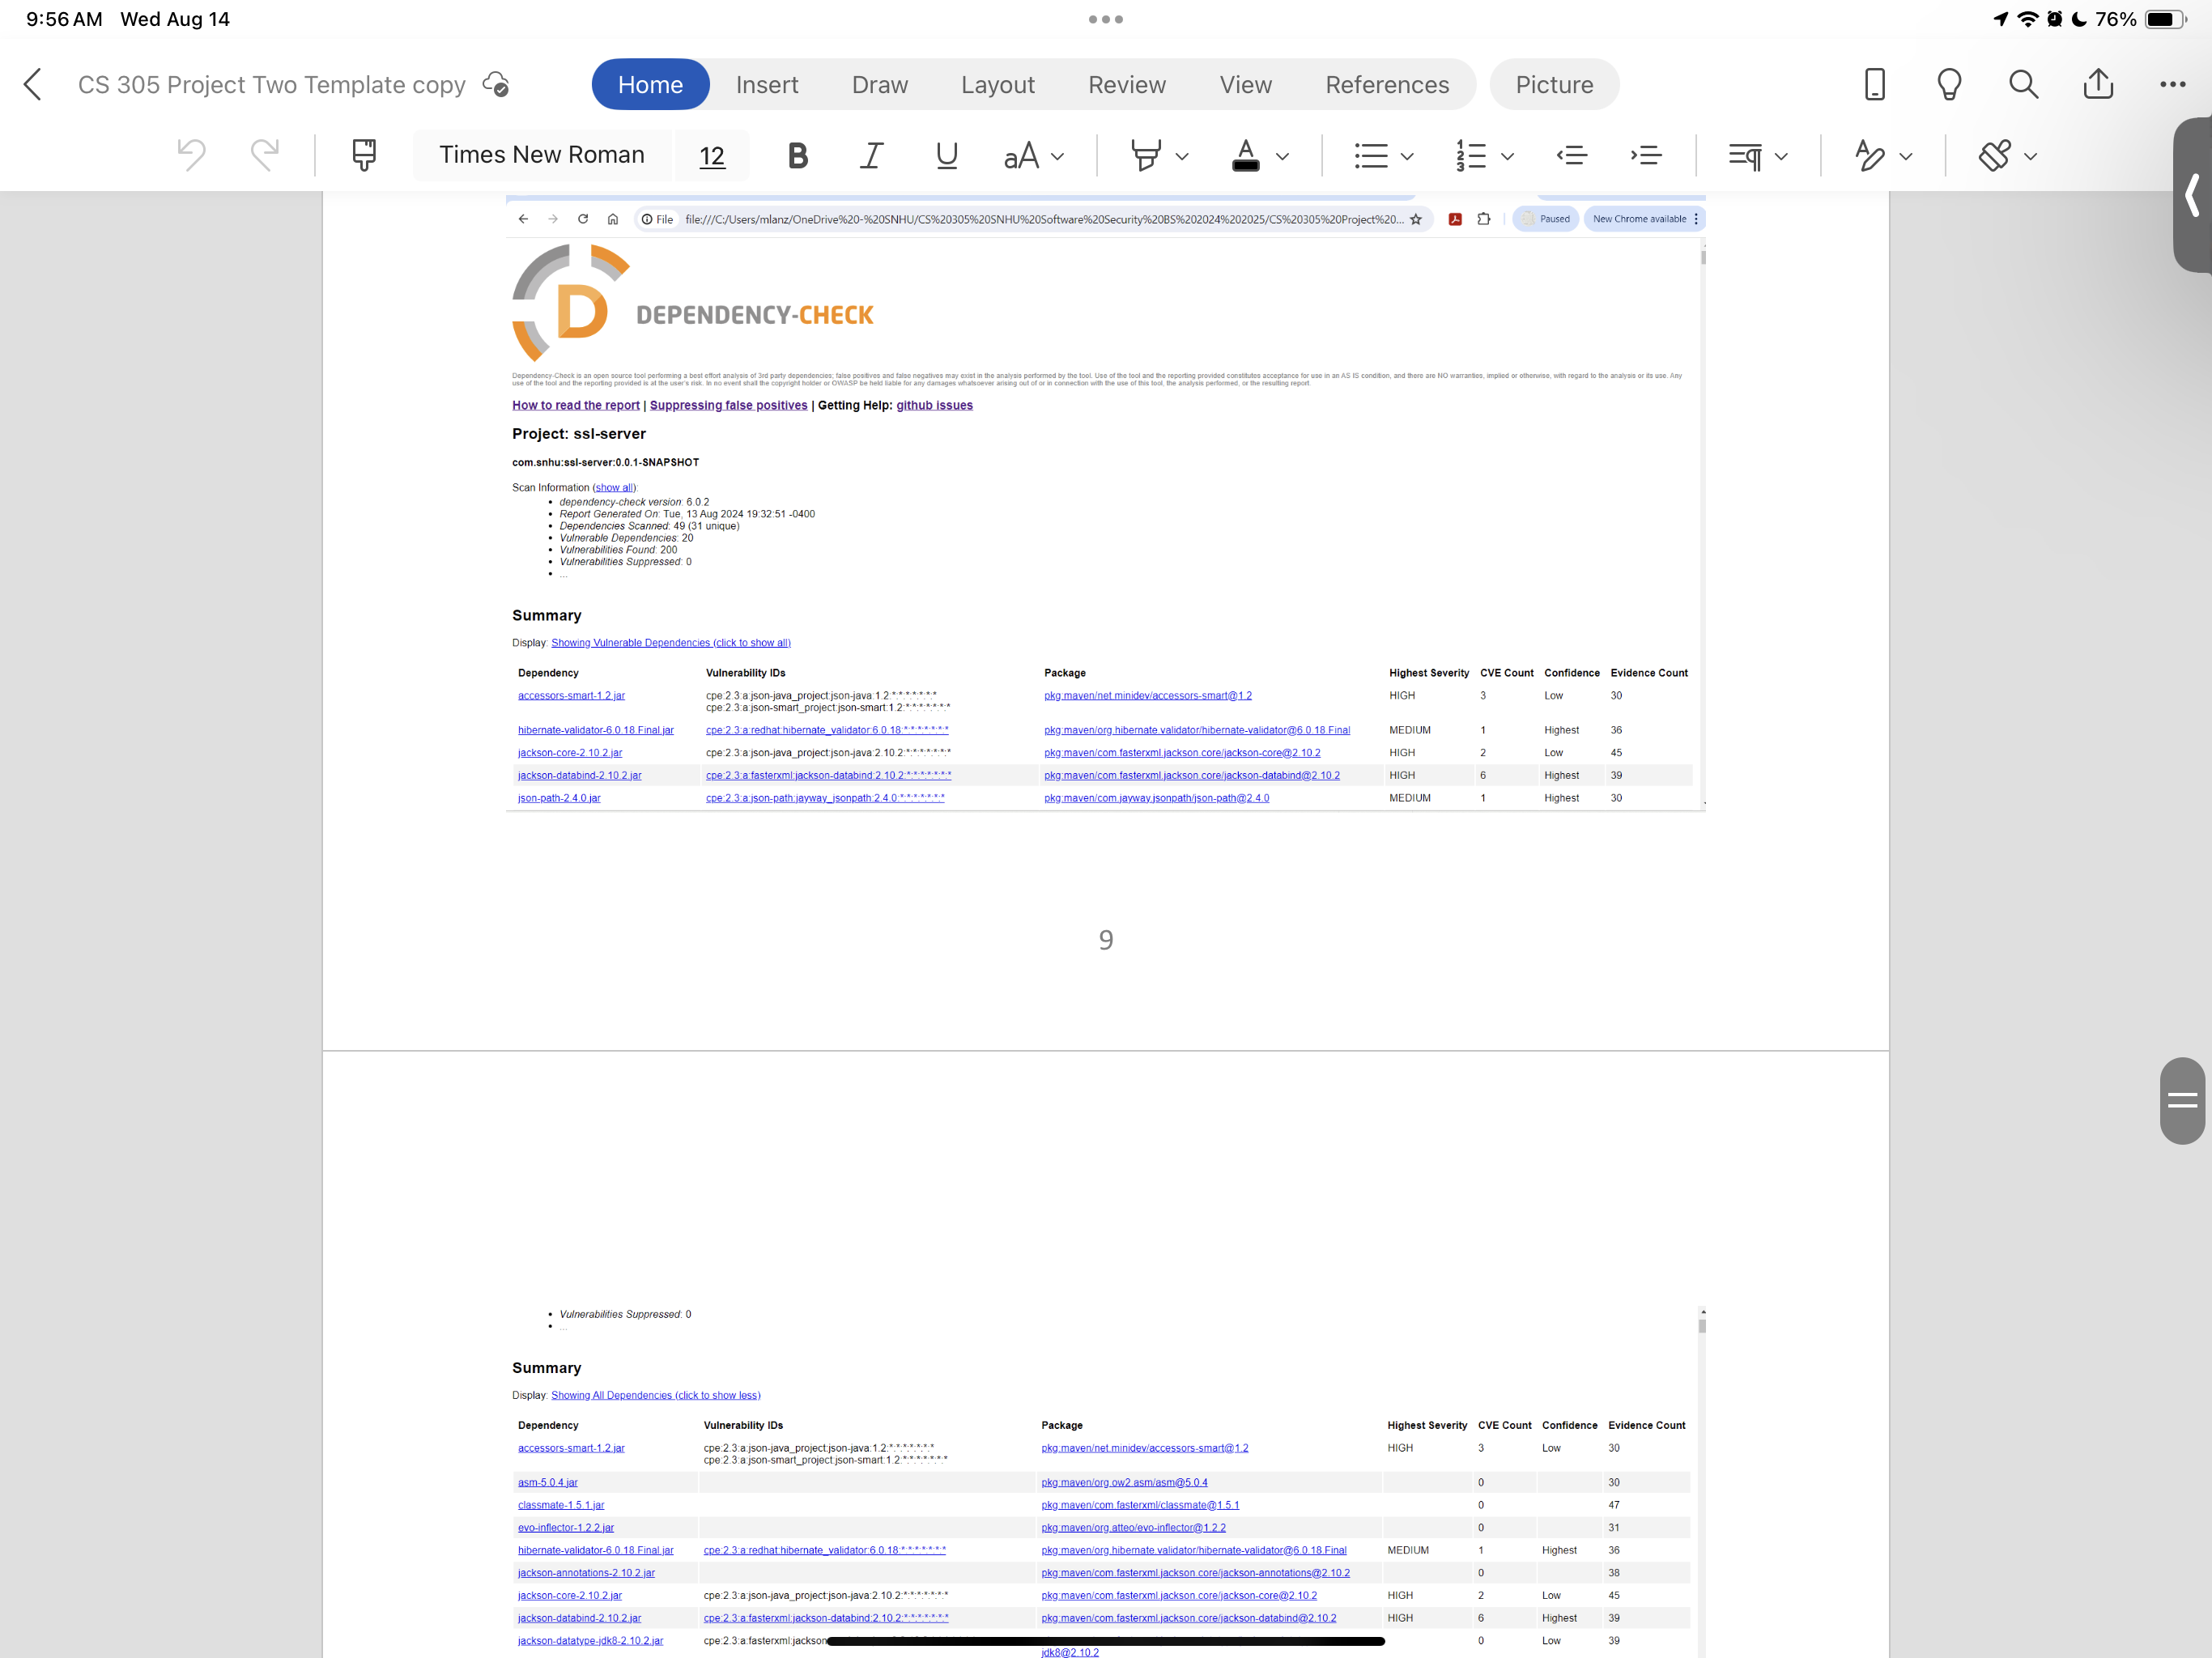 9:56 AM Wed Aug 14
76%
CS 305 Project Two Template copy
Home Insert Draw Layout Review View References Picture
Times New Roman 12 B I U aA A
File file:///C:/Users/mlanz/OneDrive%20-%20SNHU/CS%20305%20SNHU%20Software%20Security%20BS%202024%202025/CS%20305%20Project%20... Paused New Chrome available
D DEPENDENCY-CHECK
Dependency-Check is an open source tool performing a best effort analysis of 3rd party dependencies; false positives and false negatives may exist in the analysis performed by the tool. Use of the tool and the reporting provided constitutes acceptance for use in an AS IS condition, and there are NO warranties, implied or otherwise, with regard to the analysis or its use. Any
use of the tool and the reporting provided is at the user's risk. In no event shall the copyright holder or OWASP be held liable for any damages whatsoever arising out of or in connection with the use of this tool, the analysis performed, or the resulting report.
How to read the report | Suppressing false positives | Getting Help: github issues
Project: ssl-server
com.snhu:ssl-server:0.0.1-SNAPSHOT
Scan Information (show all):
• dependency-check version: 6.0.2
• Report Generated On: Tue, 13 Aug 2024 19:32:51 -0400
• Dependencies Scanned: 49 (31 unique)
• Vulnerable Dependencies: 20
• Vulnerabilities Found: 200
• Vulnerabilities Suppressed: 0
• ...
Summary
Display: Showing Vulnerable Dependencies (click to show all)
Dependency Vulnerability IDs Package Highest Severity CVE Count Confidence Evidence Count
accessors-smart-1.2.jar cpe:2.3:a:json-java_project:json-java:1.2:*:*:*:*:*:*:* pkg:maven/net.minidev/accessors-smart@1.2 HIGH 3 Low 30
cpe:2.3:a:json-smart_project:json-smart:1.2:*:*:*:*:*:*:*
hibernate-validator-6.0.18.Final.jar cpe:2.3:a:redhat:hibernate_validator:6.0.18:*:*:*:*:*:*:* pkg:maven/org.hibernate.validator/hibernate-validator@6.0.18.Final MEDIUM 1 Highest 36
jackson-core-2.10.2.jar cpe:2.3:a:json-java_project:json-java:2.10.2:*:*:*:*:*:*:* pkg:maven/com.fasterxml.jackson.core/jackson-core@2.10.2 HIGH 2 Low 45
jackson-databind-2.10.2.jar cpe:2.3:a:fasterxml:jackson-databind:2.10.2:*:*:*:*:*:*:* pkg:maven/com.fasterxml.jackson.core/jackson-databind@2.10.2 HIGH 6 Highest 39
json-path-2.4.0.jar cpe:2.3:a:json-path:jayway_jsonpath:2.4.0:*:*:*:*:*:*:* pkg:maven/com.jayway.jsonpath/json-path@2.4.0 MEDIUM 1 Highest 30
9
• Vulnerabilities Suppressed: 0
• ...
Summary
Display: Showing All Dependencies (click to show less)
Dependency Vulnerability IDs Package Highest Severity CVE Count Confidence Evidence Count
accessors-smart-1.2.jar cpe:2.3:a:json-java_project:json-java:1.2:*:*:*:*:*:*:* pkg:maven/net.minidev/accessors-smart@1.2 HIGH 3 Low 30
cpe:2.3:a:json-smart_project:json-smart:1.2:*:*:*:*:*:*:*
asm-5.0.4.jar pkg:maven/org.ow2.asm/asm@5.0.4 0 30
classmate-1.5.1.jar pkg:maven/com.fasterxml/classmate@1.5.1 0 47
evo-inflector-1.2.2.jar pkg:maven/org.atteo/evo-inflector@1.2.2 0 31
hibernate-validator-6.0.18.Final.jar cpe:2.3:a:redhat:hibernate_validator:6.0.18:*:*:*:*:*:*:* pkg:maven/org.hibernate.validator/hibernate-validator@6.0.18.Final MEDIUM 1 Highest 36
jackson-annotations-2.10.2.jar pkg:maven/com.fasterxml.jackson.core/jackson-annotations@2.10.2 0 38
jackson-core-2.10.2.jar cpe:2.3:a:json-java_project:json-java:2.10.2:*:*:*:*:*:*:* pkg:maven/com.fasterxml.jackson.core/jackson-core@2.10.2 HIGH 2 Low 45
jackson-databind-2.10.2.jar cpe:2.3:a:fasterxml:jackson-databind:2.10.2:*:*:*:*:*:*:* pkg:maven/com.fasterxml.jackson.core/jackson-databind@2.10.2 HIGH 6 Highest 39
jackson-datatype-jdk8-2.10.2.jar cpe:2.3:a:fasterxml:jackson 0 Low 39
jdk8@2.10.2